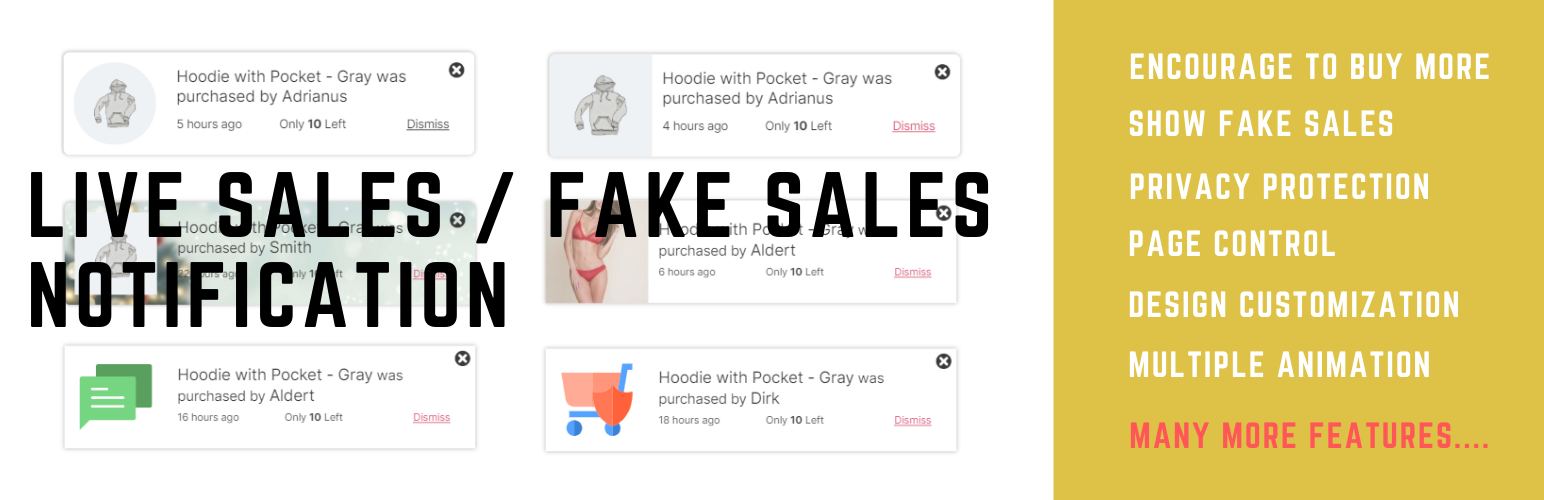 Hoodie with Pocket - Gray was
purchased by Adrianus
5 hours ago Only 10 Left Dismiss
Hoodie with Pocket - Gray was
purchased by Adrianus
4 hours ago Only 10 Left Dismiss
LIVE SALES / FAKE SALES
NOTIFICATION
Hoodie with Pocket - Gray was
purchased by Smith
Only
Hoodie with Pocket - Gray was
purchased by Aldert
6 hours ago Only 10 Left Dismiss
Hoodie with Pocket - Gray was
purchased by Aldert
16 hours ago Only 10 Left Dismiss
Hoodie with Pocket - Gray was
purchased by Dirk
18 hours ago Only 10 Left Dismiss
ENCOURAGE TO BUY MORE
SHOW FAKE SALES
PRIVACY PROTECTION
PAGE CONTROL
DESIGN CUSTOMIZATION
MULTIPLE ANIMATION
MANY MORE FEATURES....